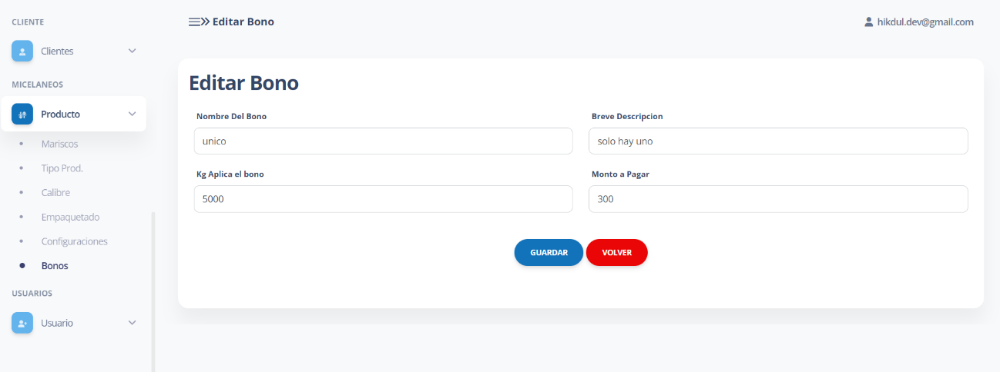 CLIENTE
Clientes
MICELANEOS
Producto
Mariscos
Tipo Prod.
Calibre
Empaquetado
Configuraciones
Bonos
USUARIOS
Usuario
Editar Bono
hikdul.dev@gmail.com
Editar Bono
Nombre Del Bono
unico
Breve Descripcion
solo hay uno
Kg Aplica el bono
5000
Monto a Pagar
300
GUARDAR
VOLVER